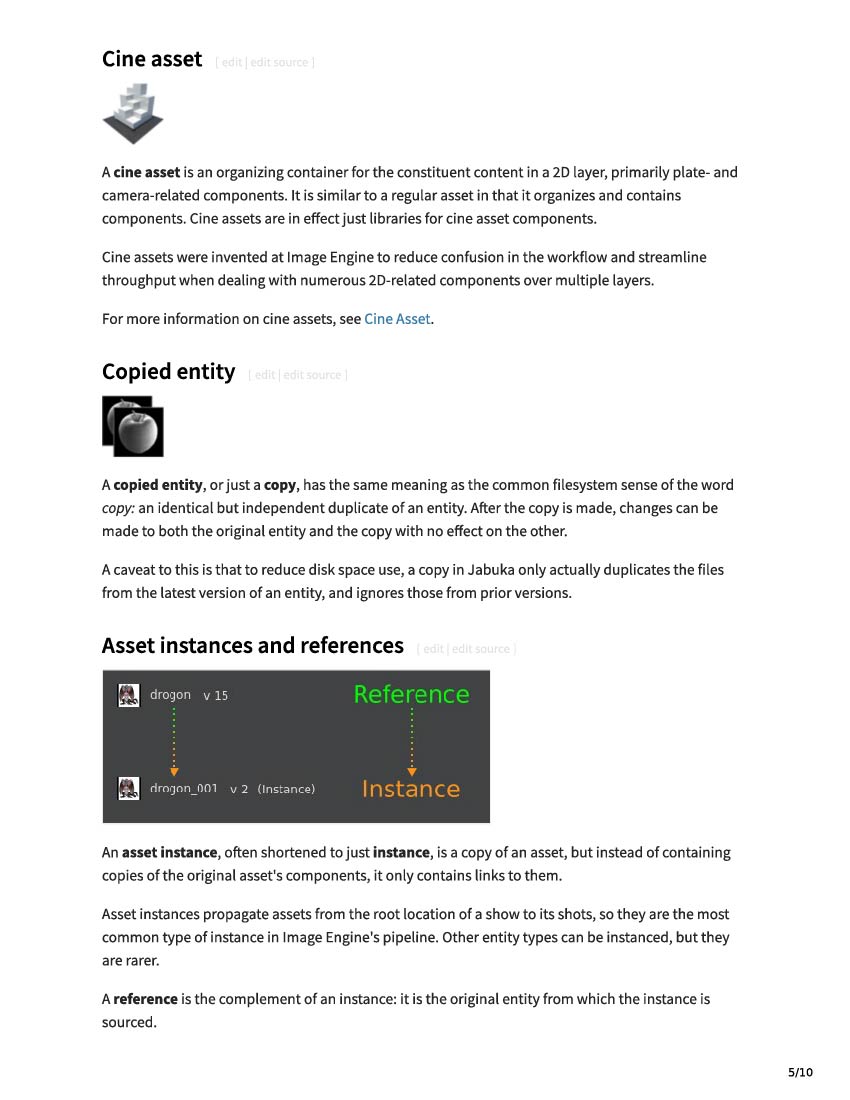 Cine asset [ edit | edit source ]
A cine asset is an organizing container for the constituent content in a 2D layer, primarily plate- and
camera-related components. It is similar to a regular asset in that it organizes and contains
components. Cine assets are in effect just libraries for cine asset components.
Cine assets were invented at Image Engine to reduce confusion in the workflow and streamline
throughput when dealing with numerous 2D-related components over multiple layers.
For more information on cine assets, see Cine Asset.
Copied entity [ edit | edit source ]
A copied entity, or just a copy, has the same meaning as the common filesystem sense of the word
copy: an identical but independent duplicate of an entity. After the copy is made, changes can be
made to both the original entity and the copy with no effect on the other.
A caveat to this is that to reduce disk space use, a copy in Jabuka only actually duplicates the files
from the latest version of an entity, and ignores those from prior versions.
Asset instances and references [ edit | edit source ]
drogon v 15 Reference
drogon_001 v 2 (Instance) Instance
An asset instance, often shortened to just instance, is a copy of an asset, but instead of containing
copies of the original asset's components, it only contains links to them.
Asset instances propagate assets from the root location of a show to its shots, so they are the most
common type of instance in Image Engine's pipeline. Other entity types can be instanced, but they
are rarer.
A reference is the complement of an instance: it is the original entity from which the instance is
sourced.
5/10